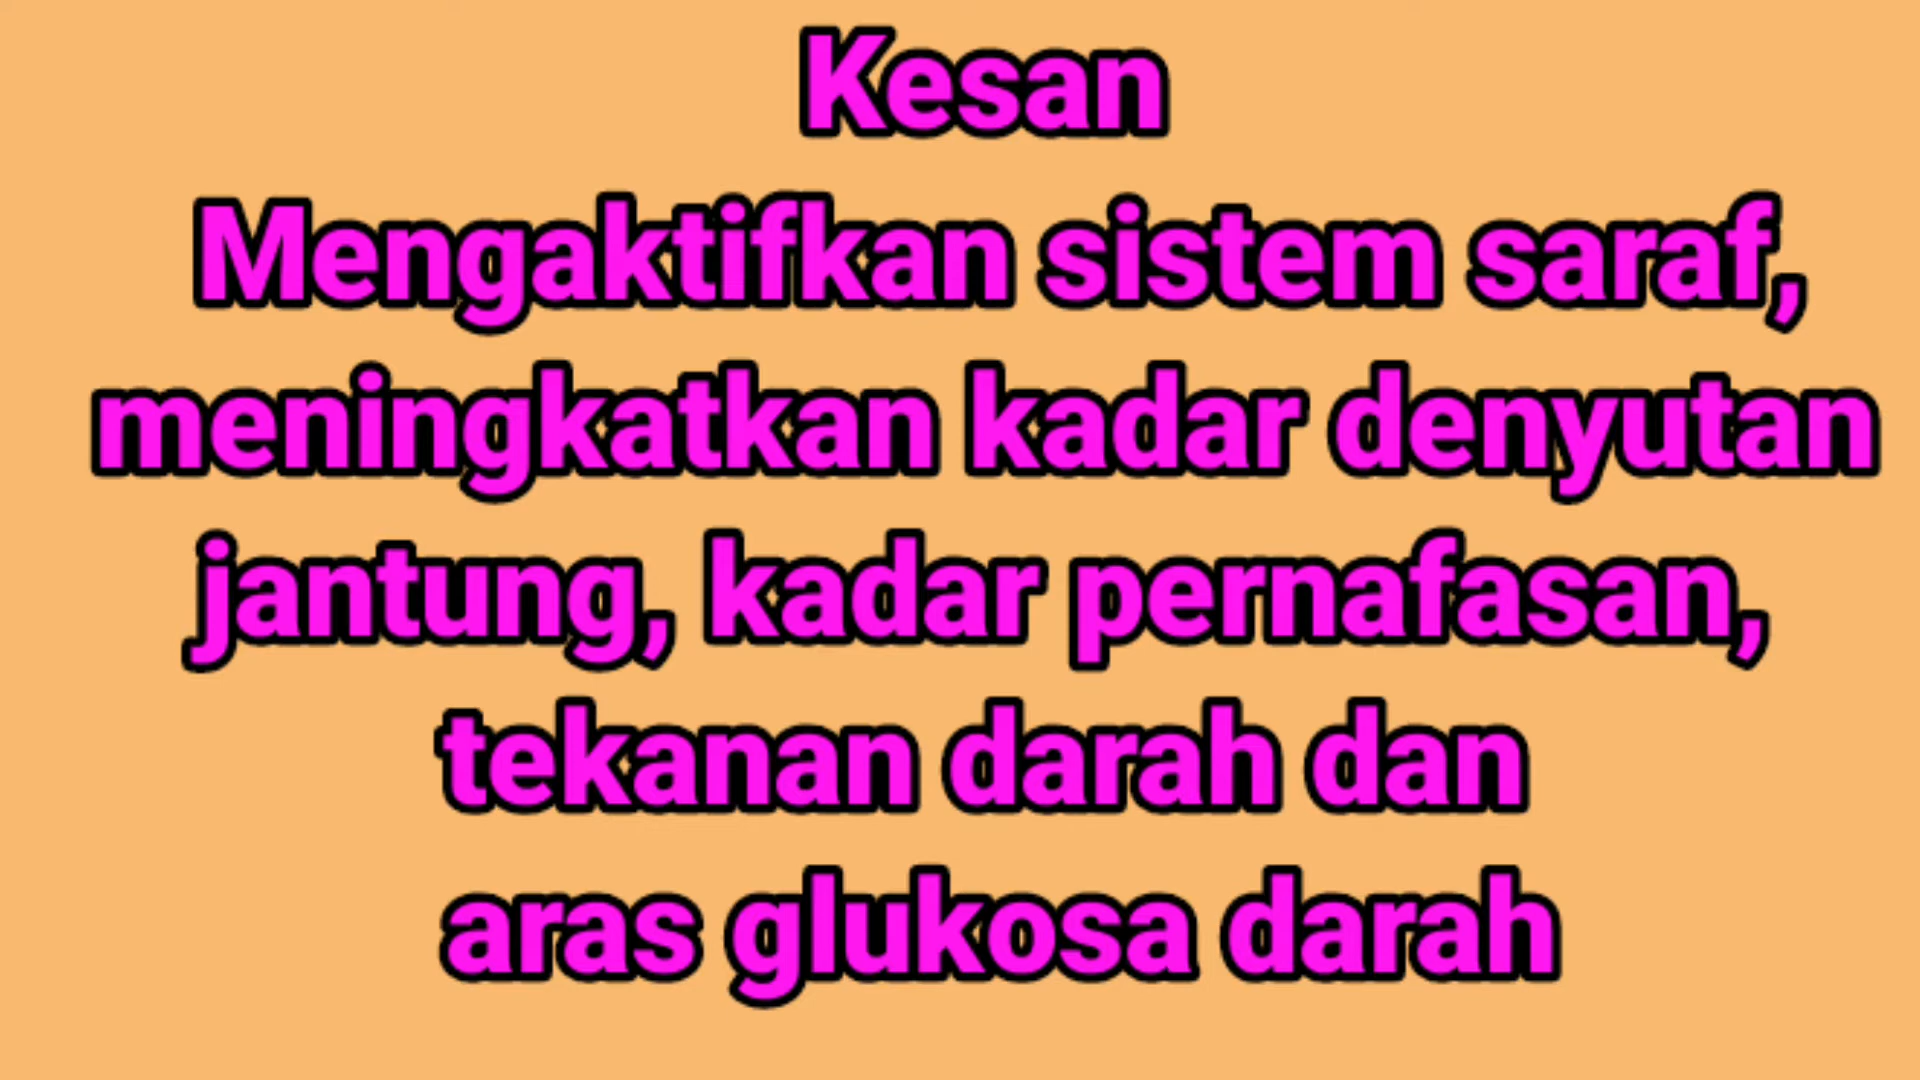 Kesan
Mengaktifkan sistem saraf,
meningkatkan kadar denyutan
jantung, kadar pernafasan,
tekanan darah dan
aras glukosa darah